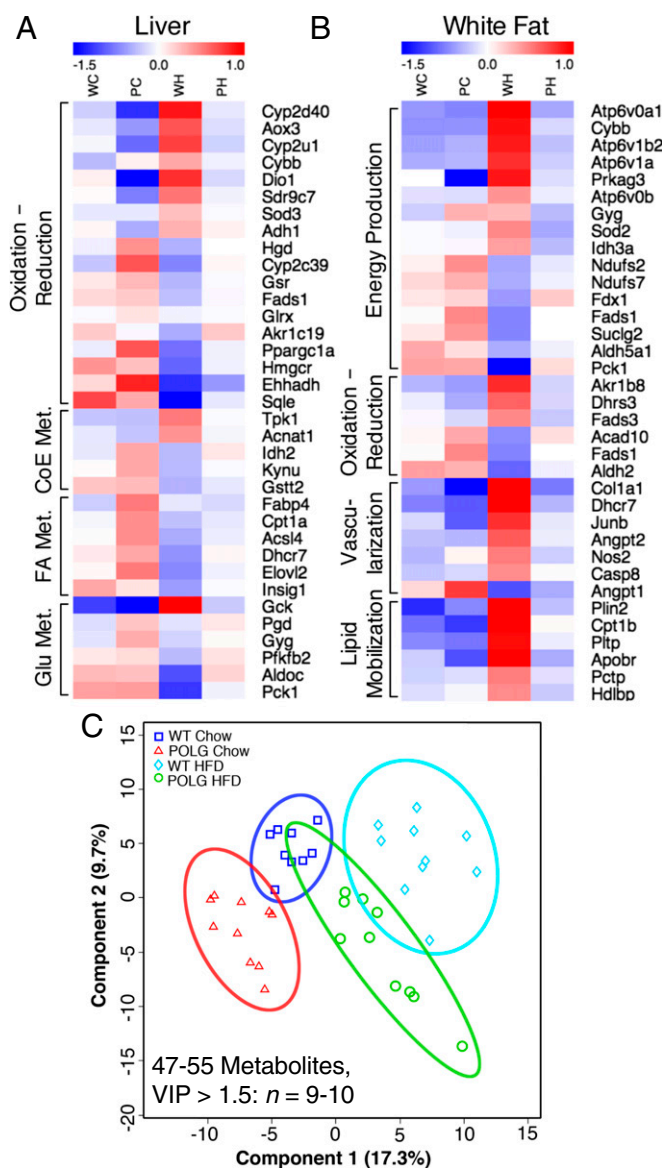 A
Liver
-1.5 0.0 1.0
WC PC WH PH
Oxidation –
Reduction
Cyp2d40
Aox3
Cyp2u1
Cybb
Dio1
Sdr9c7
Sod3
Adh1
Hgd
Cyp2c39
Gsr
Fads1
Glrx
Akr1c19
Ppargc1a
Hmgcr
Ehhadh
Sqle
CoE Met.
Tpk1
Acnat1
Idh2
Kynu
Gstt2
FA Met.
Fabp4
Cpt1a
Acsl4
Dhcr7
Elovl2
Insig1
Glu Met.
Gck
Pgd
Gyg
Pfkfb2
Aldoc
Pck1
B
White Fat
-1.5 0.0 1.0
WC PC WH PH
Energy Production
Atp6v0a1
Cybb
Atp6v1b2
Atp6v1a
Prkag3
Atp6v0b
Gyg
Sod2
Idh3a
Ndufs2
Ndufs7
Fdx1
Fads1
Suclg2
Aldh5a1
Pck1
Oxidation –
Reduction
Akr1b8
Dhrs3
Fads3
Acad10
Fads1
Aldh2
Vascu-
larization
Col1a1
Dhcr7
Junb
Angpt2
Nos2
Casp8
Angpt1
Lipid
Mobilization
Plin2
Cpt1b
Pltp
Apobr
Pctp
Hdlbp
C
WT Chow
POLG Chow
WT HFD
POLG HFD
Component 2 (9.7%)
15
10
5
0
-5
-10
-15
-20
47-55 Metabolites,
VIP > 1.5: n = 9-10
-10 -5 0 5 10 15
Component 1 (17.3%)